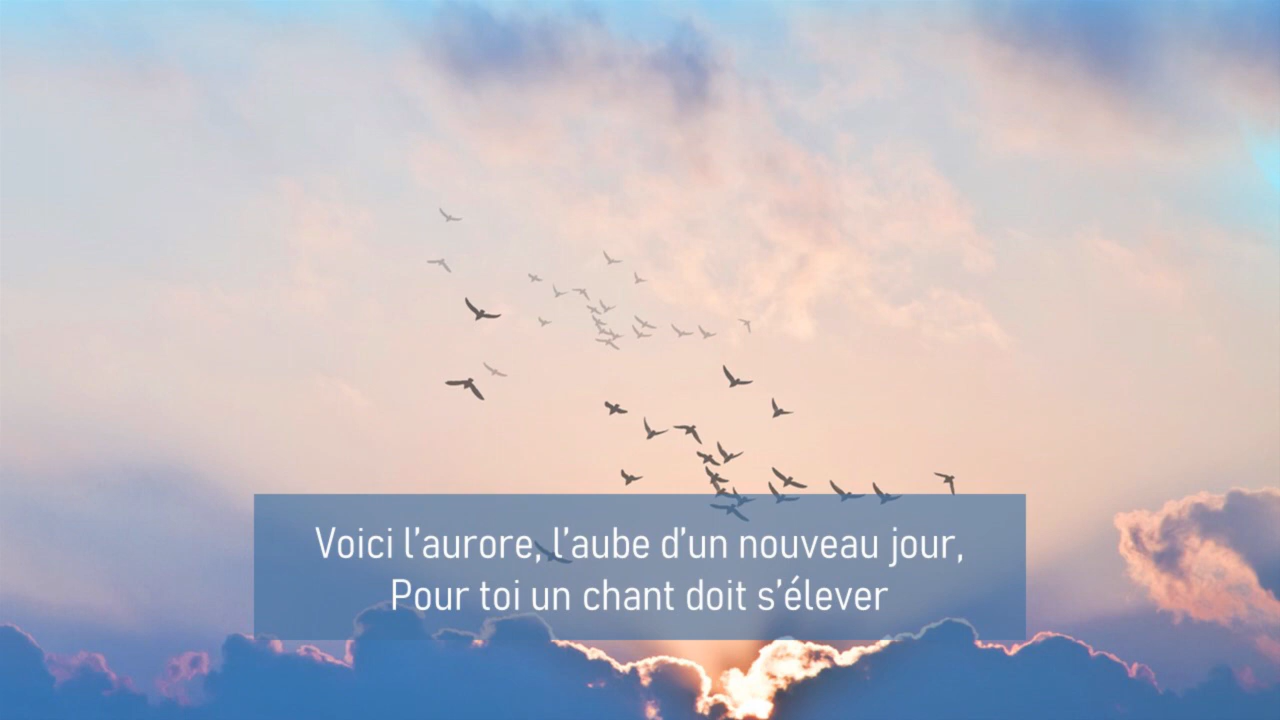 Voici l’aurore, l’aube d’un nouveau jour,
Pour toi un chant doit s’élever